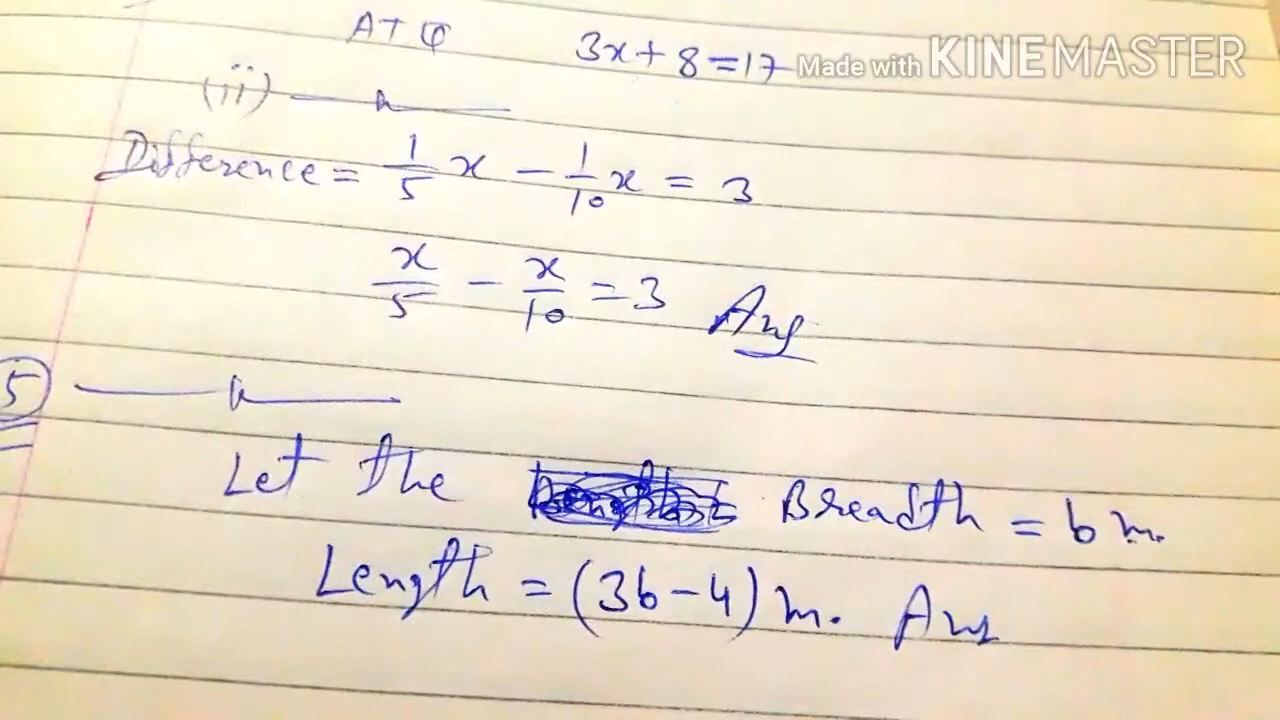 ATQ 3x + 8 = 17 Made with KINEMASTER
(ii)
Difference = 1/5 x - 1/10 x = 3
x/5 - x/10 = 3 Ans
5
Let the Breadth = b m.
Length = (3b - 4) m. Ans